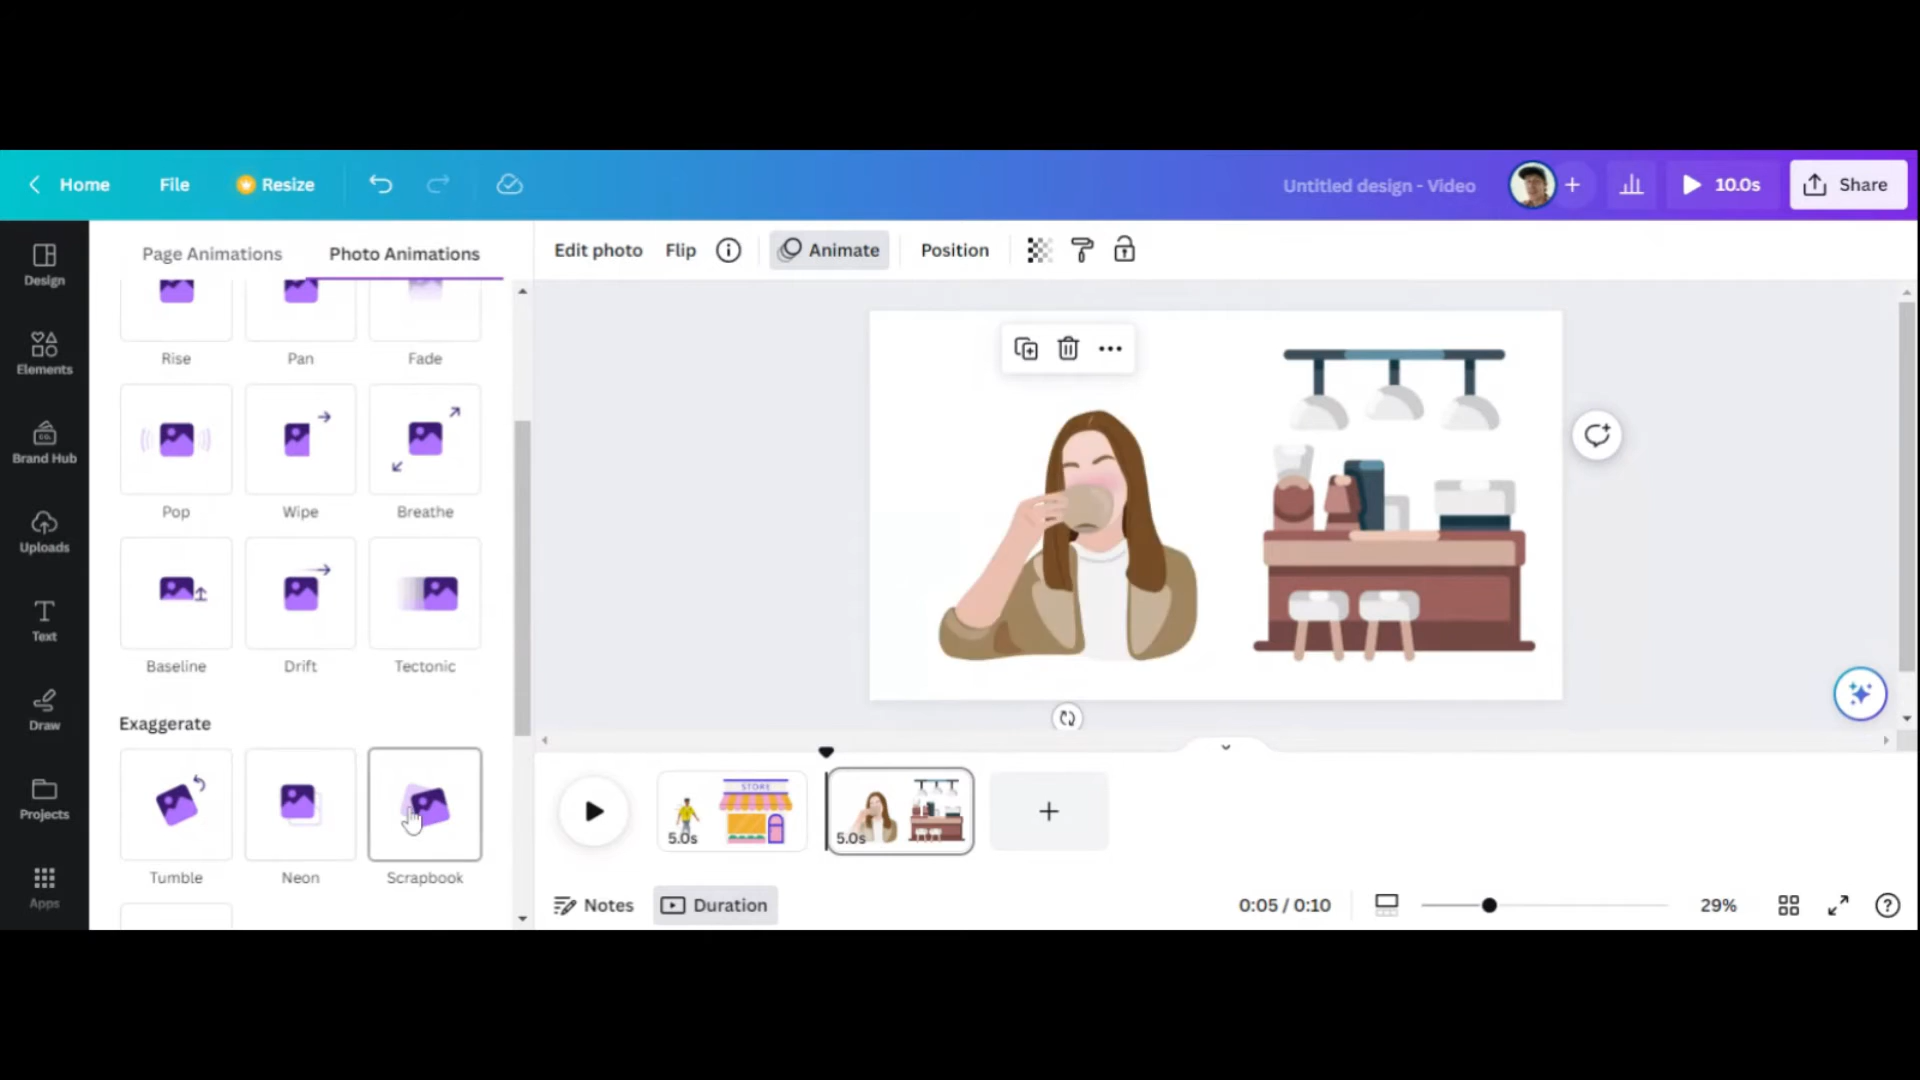 Home File Resize Untitled design - Video 10.0s Share
Design
Elements
Brand Hub
CO.
Uploads
Text
Draw
Projects
Apps
Page Animations Photo Animations
Rise Pan Fade
Pop Wipe Breathe
Baseline Drift Tectonic
Exaggerate
Tumble Neon Scrapbook
Edit photo Flip Animate Position
STORE
5.0s 5.0s
Notes Duration 0:05 / 0:10 29%